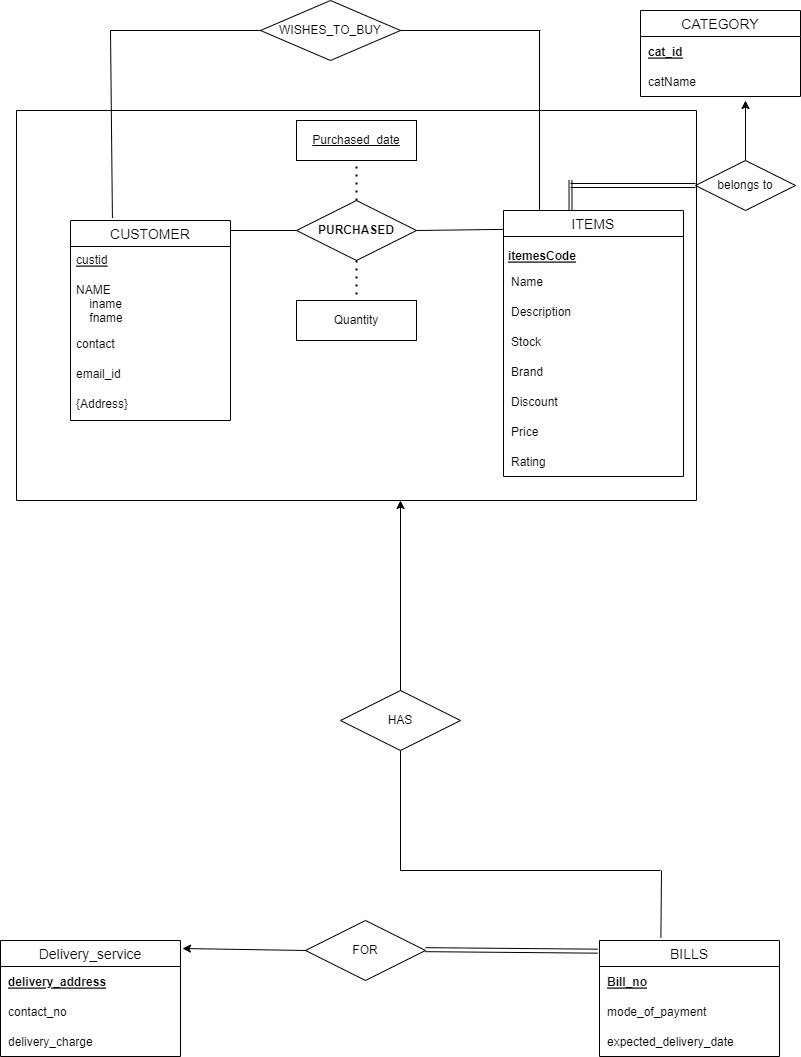 WISHES_TO_BUY
CATEGORY
cat_id
catName
Purchased_date
belongs to
PURCHASED
CUSTOMER
custid
NAME
iname
fname
contact
email_id
{Address}
Quantity
ITEMS
itemesCode
Name
Description
Stock
Brand
Discount
Price
Rating
HAS
Delivery_service
delivery_address
contact_no
delivery_charge
FOR
BILLS
Bill_no
mode_of_payment
expected_delivery_date